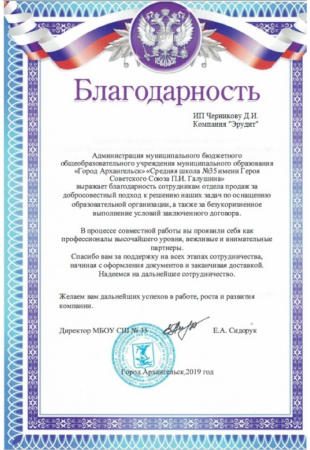 Благодарность
ИП Черникову Д.И.
Компания "Эрудит"
Администрация муниципального бюджетного
общеобразовательного учреждения муниципального образования
«Город Архангельск» «Средняя школа №35 имени Героя
Советского Союза П.И. Галушина»
выражает благодарность сотрудникам отдела продаж за
добросовестный подход к решению наших задач по оснащению
образовательной организации, а также за безукоризненное
выполнение условий заключенного договора.
В процессе совместной работы вы проявили себя как
профессионалы высочайшего уровня, вежливые и внимательные
партнеры.
Спасибо вам за поддержку на всех этапах сотрудничества,
начиная с оформления документов и заканчивая доставкой.
Надеемся на дальнейшее сотрудничество.
Желаем вам дальнейших успехов в работе, роста и развития
компании.
Директор МБОУ СШ № 35 Е.А. Сидорук
Город Архангельск,2019 год